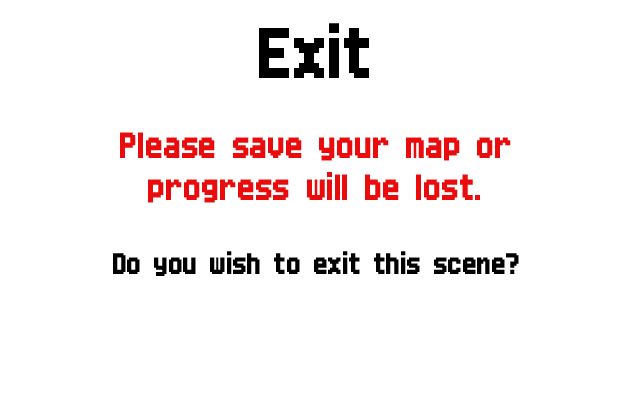 Exit
Please save your map or
progress will be lost.
Do you wish to exit this scene?